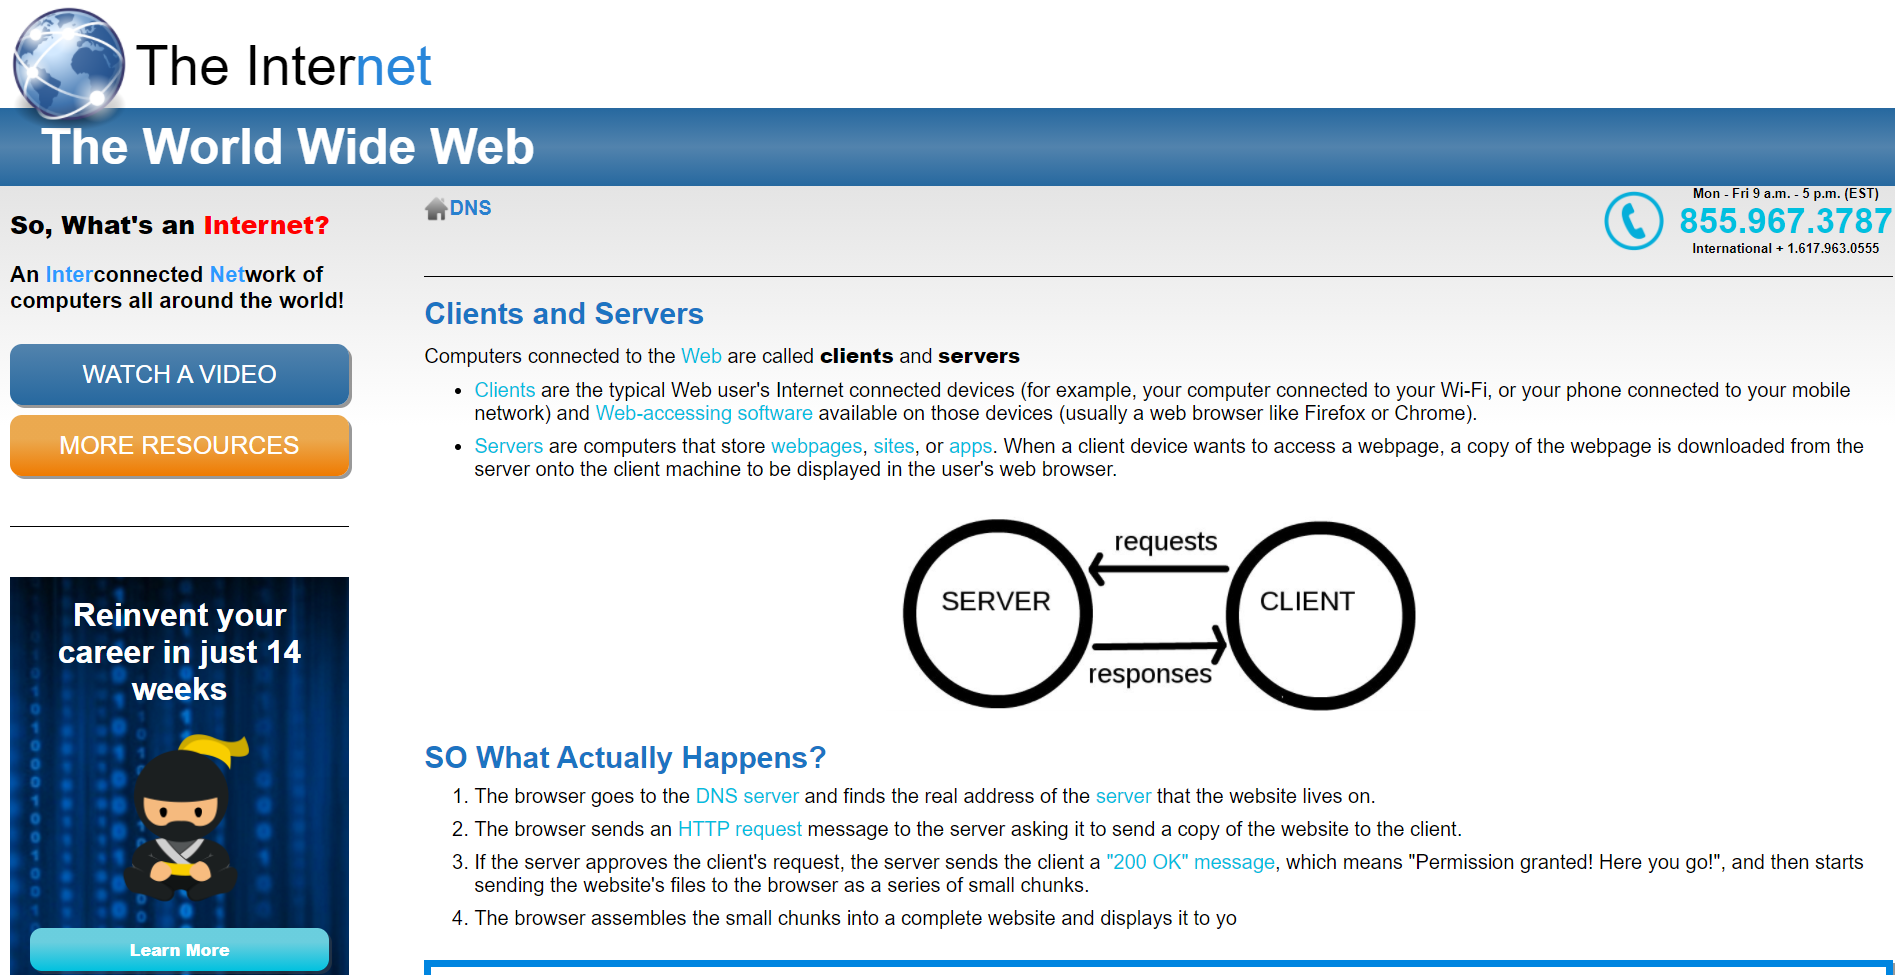 The Internet
The World Wide Web
So, What's an Internet?
An Interconnected Network of
computers all around the world!
WATCH A VIDEO
MORE RESOURCES
Reinvent your
career in just 14
weeks
Learn More
DNS
Mon - Fri 9 a.m. - 5 p.m. (EST)
855.967.3787
International + 1.617.963.0555
Clients and Servers
Computers connected to the Web are called clients and servers
• Clients are the typical Web user's Internet connected devices (for example, your computer connected to your Wi-Fi, or your phone connected to your mobile
network) and Web-accessing software available on those devices (usually a web browser like Firefox or Chrome).
• Servers are computers that store webpages, sites, or apps. When a client device wants to access a webpage, a copy of the webpage is downloaded from the
server onto the client machine to be displayed in the user's web browser.
requests
SERVER
CLIENT
responses
SO What Actually Happens?
1. The browser goes to the DNS server and finds the real address of the server that the website lives on.
2. The browser sends an HTTP request message to the server asking it to send a copy of the website to the client.
3. If the server approves the client's request, the server sends the client a "200 OK" message, which means "Permission granted! Here you go!", and then starts
sending the website's files to the browser as a series of small chunks.
4. The browser assembles the small chunks into a complete website and displays it to yo